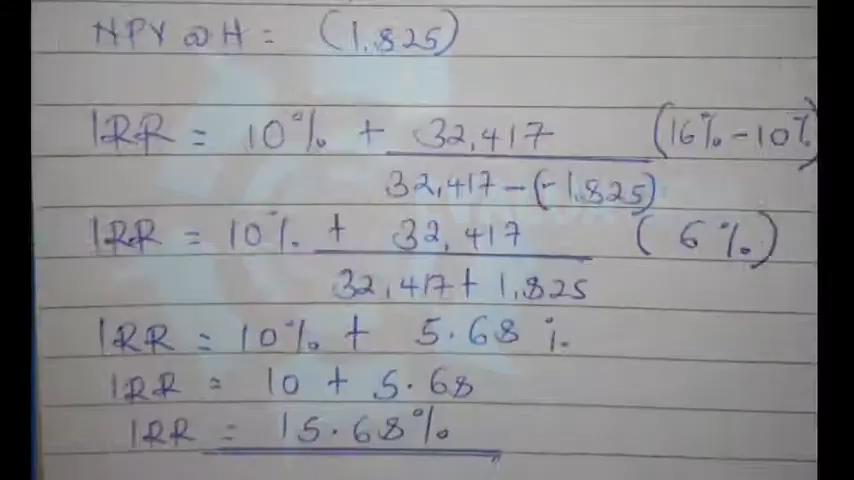 NPV @ H = (1,825)
IRR = 10% + 32,417 (16% - 10%)
32,417 - (-1,825)
IRR = 10% + 32,417 (6%)
32,417 + 1,825
IRR = 10% + 5.68%
IRR = 10 + 5.68
IRR = 15.68%